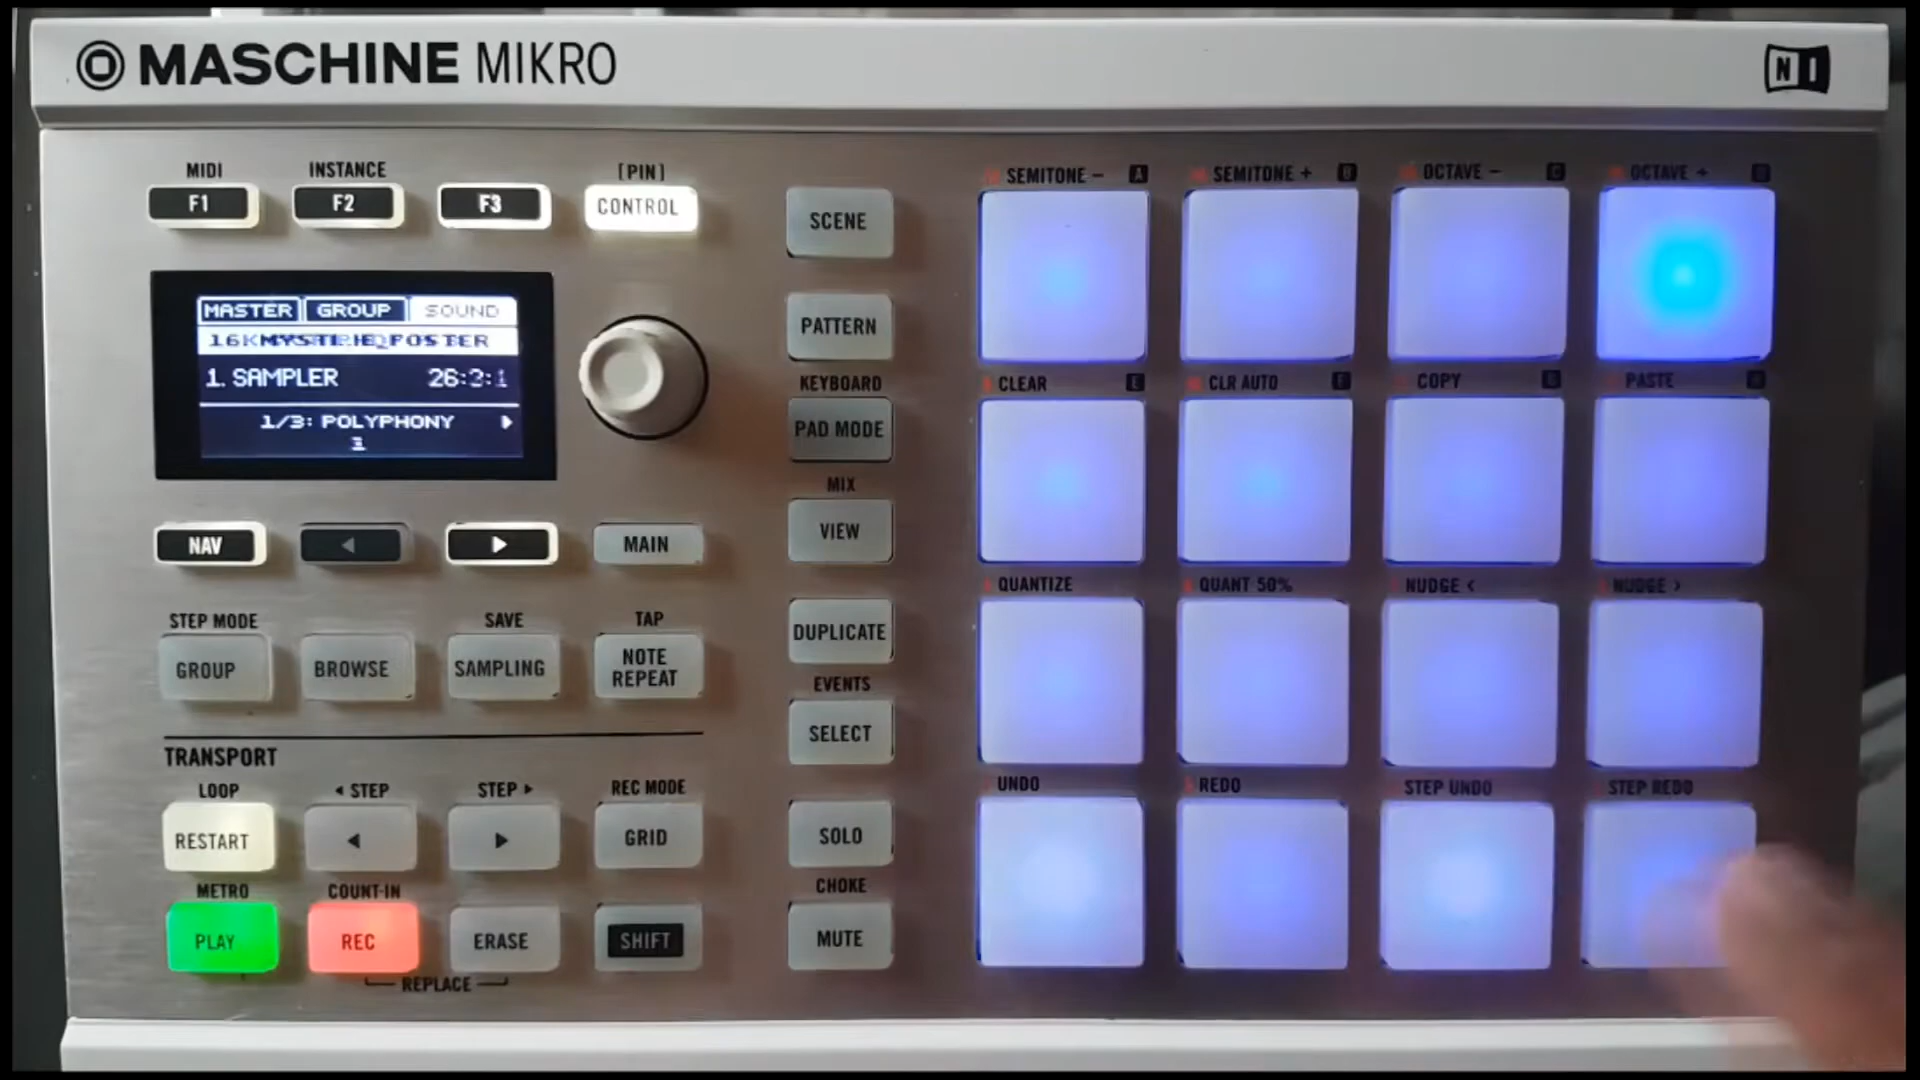 MASCHINE MIKRO
NI
MIDI
INSTANCE
[PIN]
F1
F2
F3
CONTROL
MASTER
GROUP
SOUND
1. SAMPLER
1/3: POLYPHONY
1
NAV
MAIN
STEP MODE
SAVE
TAP
GROUP
BROWSE
SAMPLING
NOTE
REPEAT
TRANSPORT
LOOP
STEP
STEP
REC MODE
RESTART
GRID
METRO
COUNT-IN
PLAY
REC
ERASE
SHIFT
REPLACE
SCENE
PATTERN
KEYBOARD
PAD MODE
MIX
VIEW
DUPLICATE
EVENTS
SELECT
SOLO
CHOKE
MUTE
SEMITONE - A
SEMITONE + B
OCTAVE - C
OCTAVE +
CLEAR E
CLR AUTO F
COPY
PASTE
QUANTIZE
QUANT 50%
NUDGE <
NUDGE >
UNDO
REDO
STEP UNDO
STEP REDO